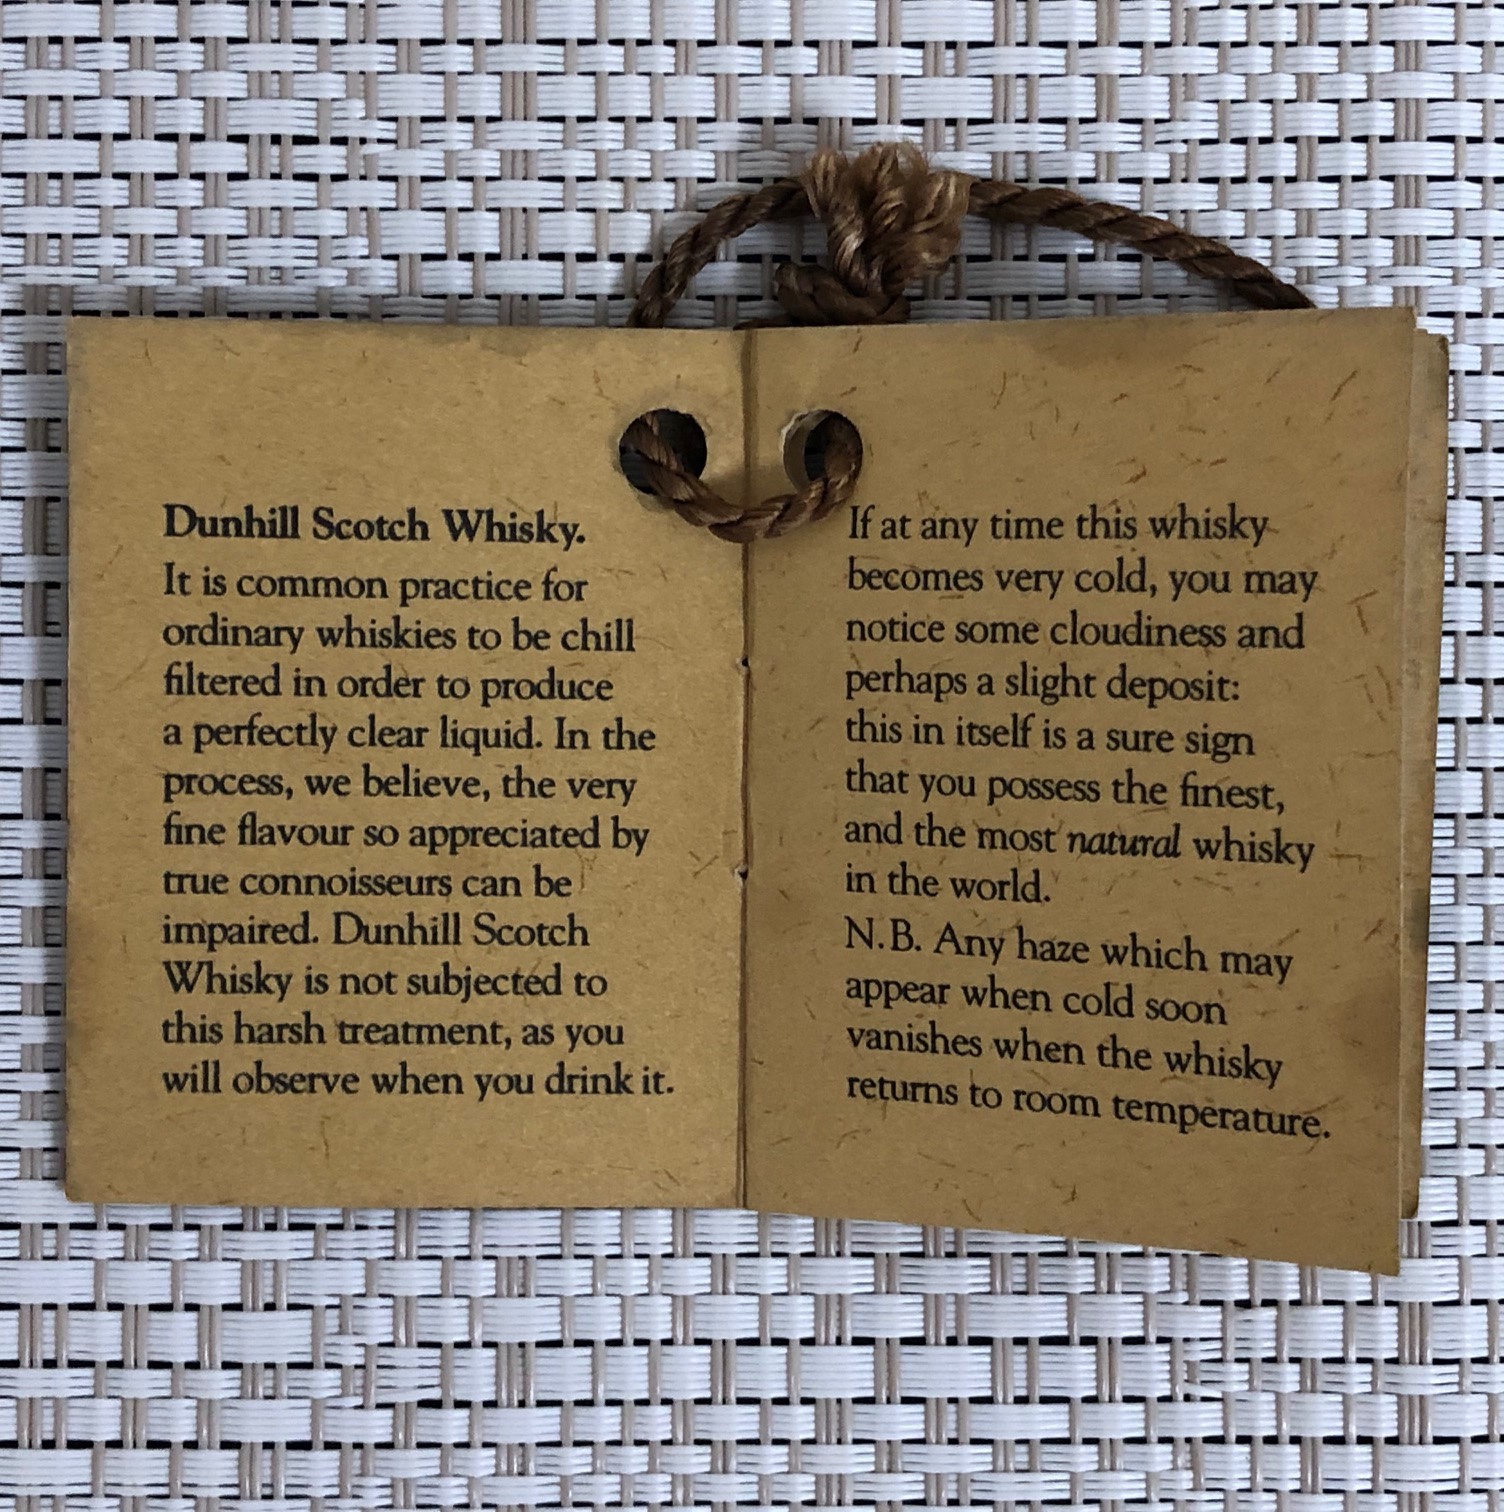 Dunhill Scotch Whisky.
It is common practice for
ordinary whiskies to be chill
filtered in order to produce
a perfectly clear liquid. In the
process, we believe, the very
fine flavour so appreciated by
true connoisseurs can be
impaired. Dunhill Scotch
Whisky is not subjected to
this harsh treatment, as you
will observe when you drink it.
If at any time this whisky
becomes very cold, you may
notice some cloudiness and
perhaps a slight deposit:
this in itself is a sure sign
that you possess the finest,
and the most natural whisky
in the world.
N.B. Any haze which may
appear when cold soon
vanishes when the whisky
returns to room temperature.